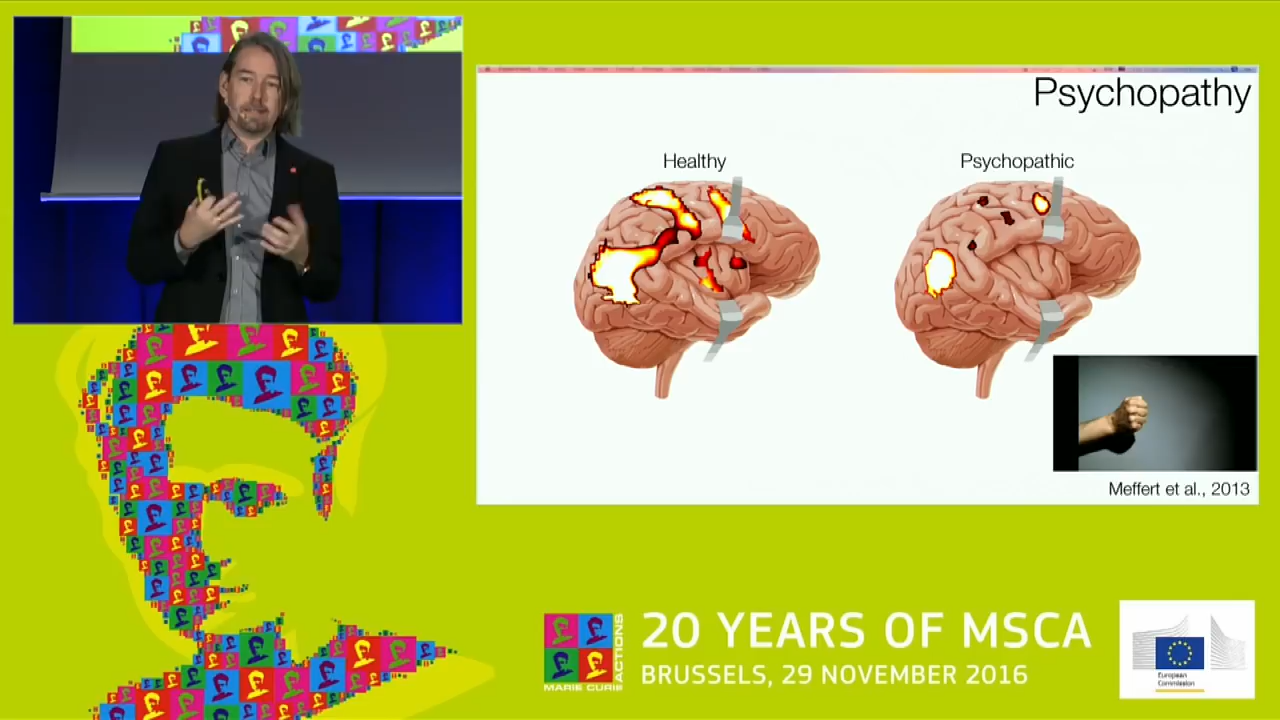 Psychopathy
Healthy
Psychopathic
Meffert et al., 2013
MARIE CURIE
ACTIONS
20 YEARS OF MSCA
BRUSSELS, 29 NOVEMBER 2016
European
Commission